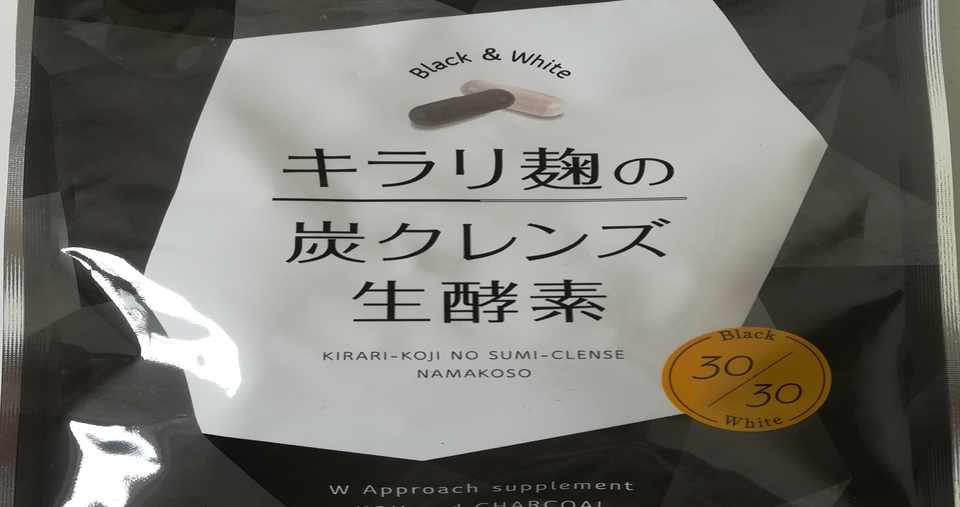 Black & White
キラリ麹の
炭クレンズ
生酵素
KIRARI-KOJI NO SUMI-CLENSE
NAMAKOSO
Black
30/30
White
W Approach supplement
CHARCOAL